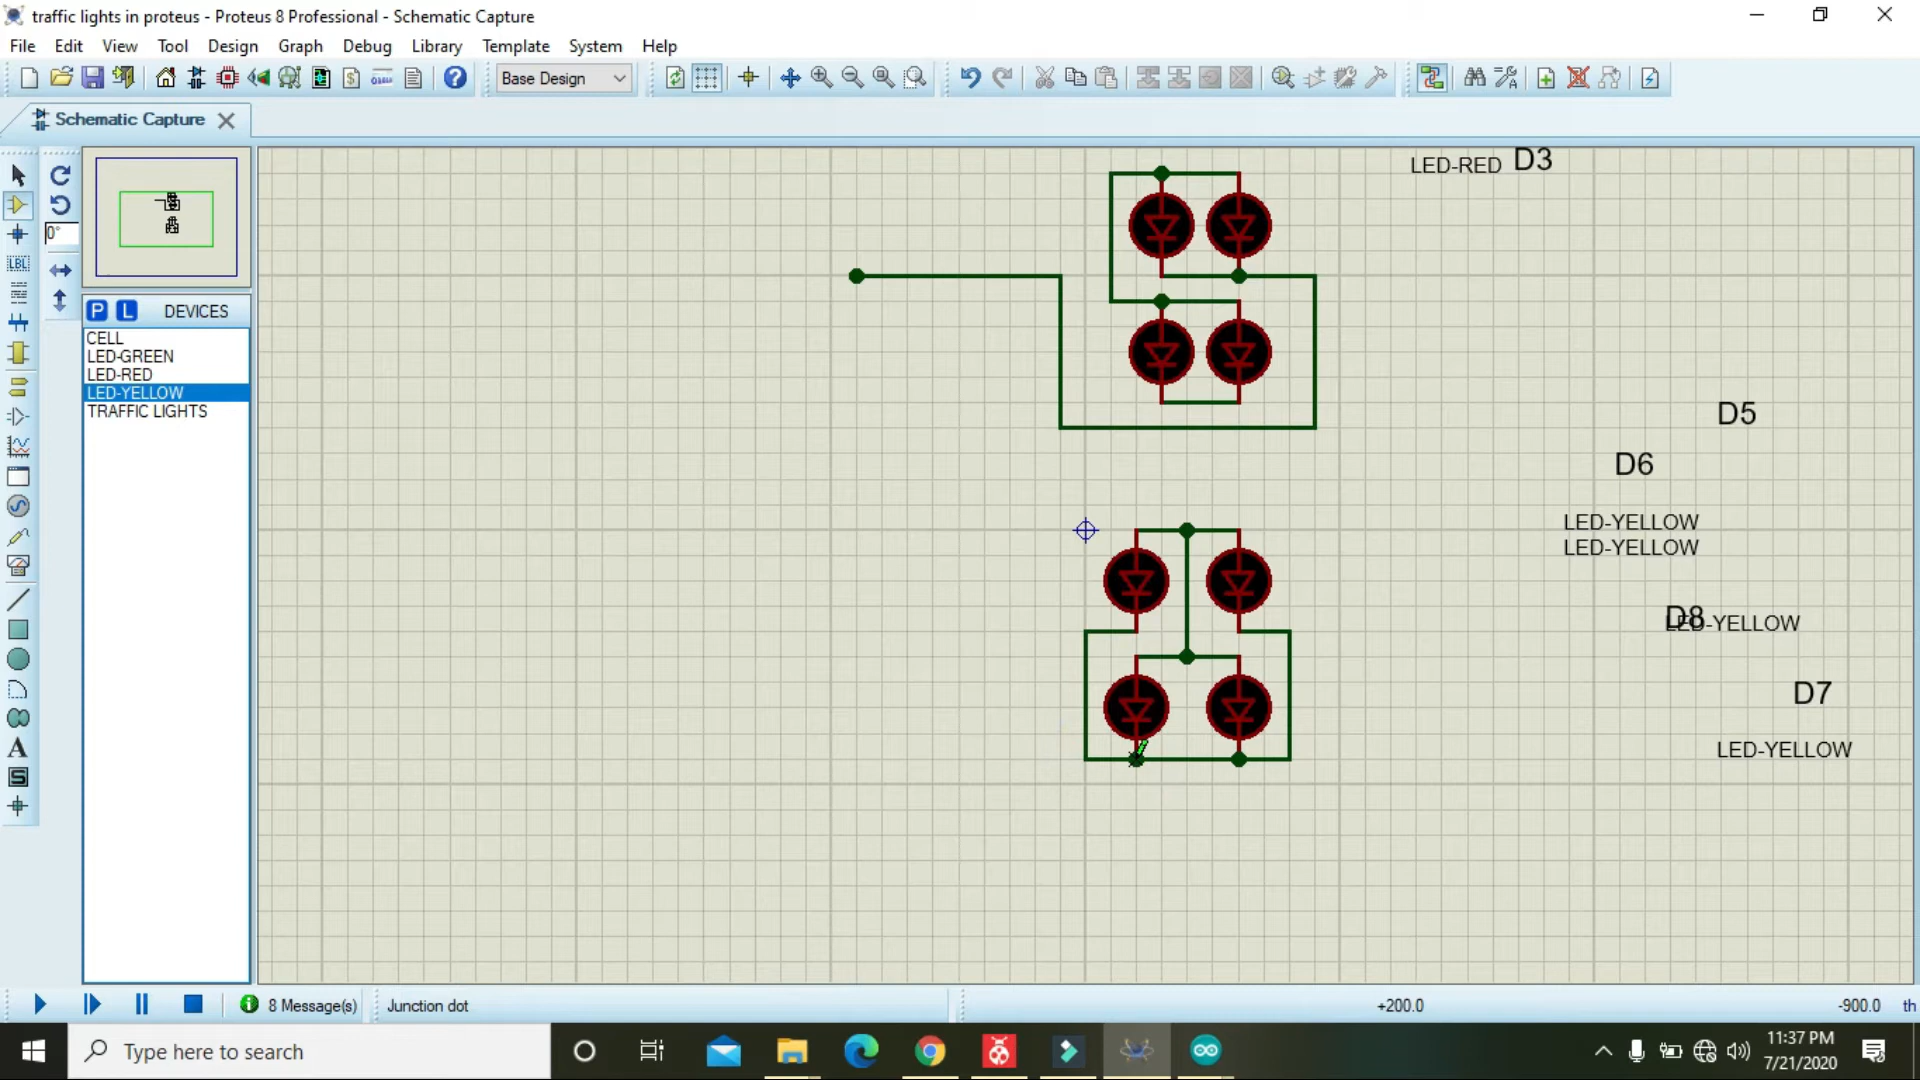 traffic lights in proteus - Proteus 8 Professional - Schematic Capture
File Edit View Tool Design Graph Debug Library Template System Help
Base Design
Schematic Capture
0°
LBL
P L DEVICES
CELL
LED-GREEN
LED-RED
LED-YELLOW
TRAFFIC LIGHTS
A
S
LED-RED D3
D5
D6
LED-YELLOW
LED-YELLOW
D8
LED-YELLOW
D7
LED-YELLOW
8 Message(s) Junction dot +200.0 -900.0 th
Type here to search
11:37 PM
7/21/2020